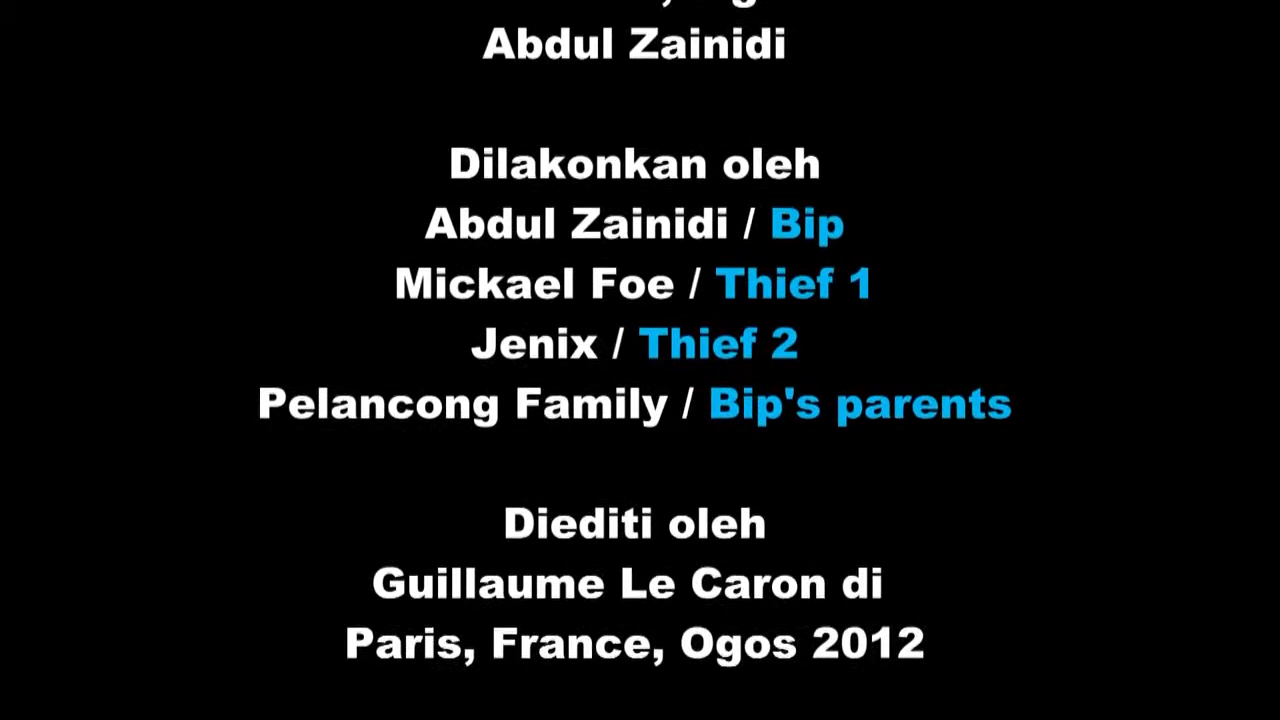 Abdul Zainidi
Dilakonkan oleh
Abdul Zainidi / Bip
Mickael Foe / Thief 1
Jenix / Thief 2
Pelancong Family / Bip's parents
Diediti oleh
Guillaume Le Caron di
Paris, France, Ogos 2012